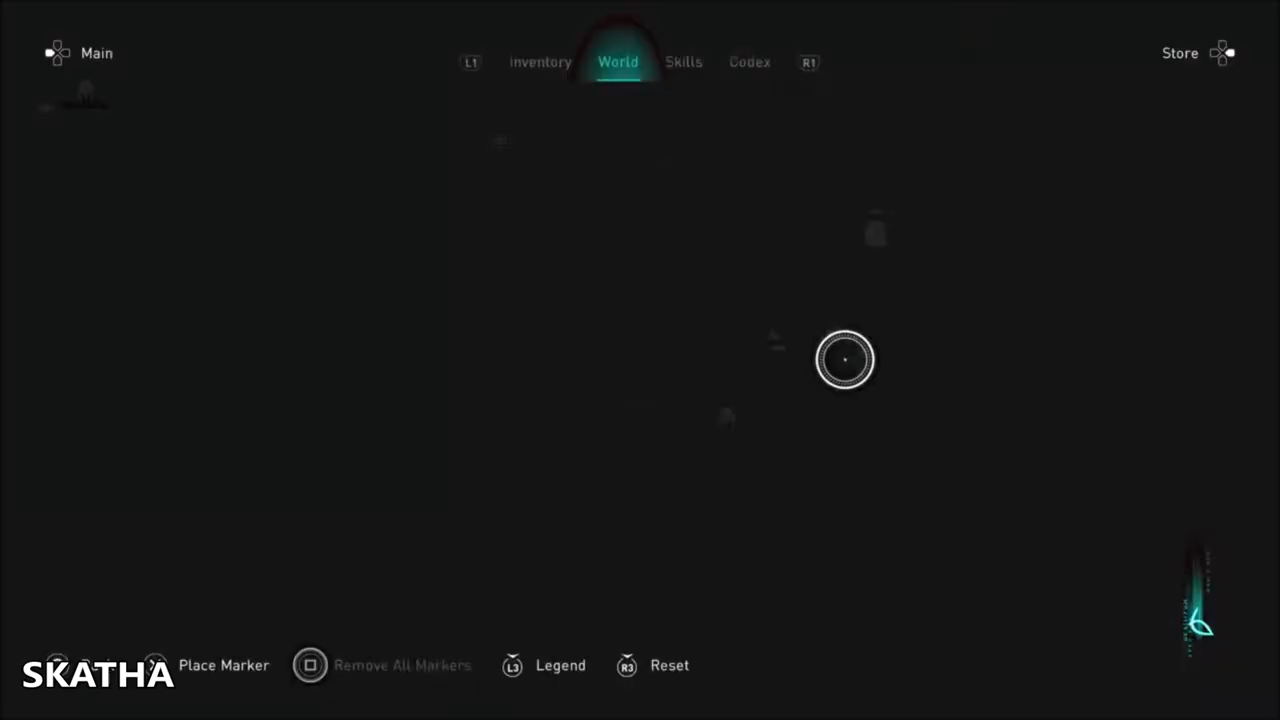 Main
L1 Inventory World Skills Codex R1
Store
Place Marker
Remove All Markers
L3 Legend
R3 Reset
SKATHA